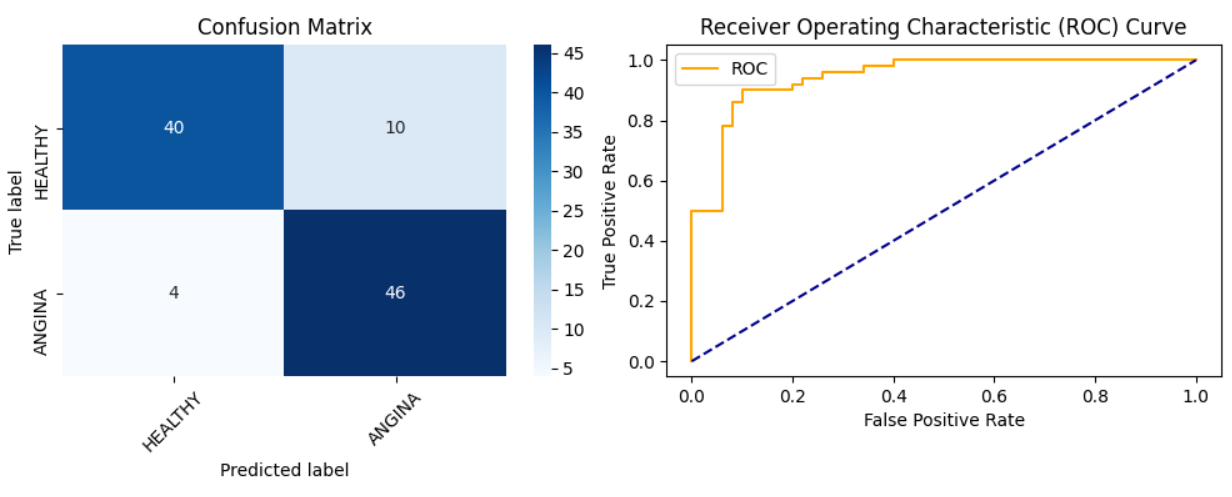 Confusion Matrix
True label
HEALTHY
ANGINA
40
10
4
46
HEALTHY
ANGINA
Predicted label
45
40
35
30
25
20
15
10
5
Receiver Operating Characteristic (ROC) Curve
ROC
True Positive Rate
1.0
0.8
0.6
0.4
0.2
0.0
0.0
0.2
0.4
0.6
0.8
1.0
False Positive Rate